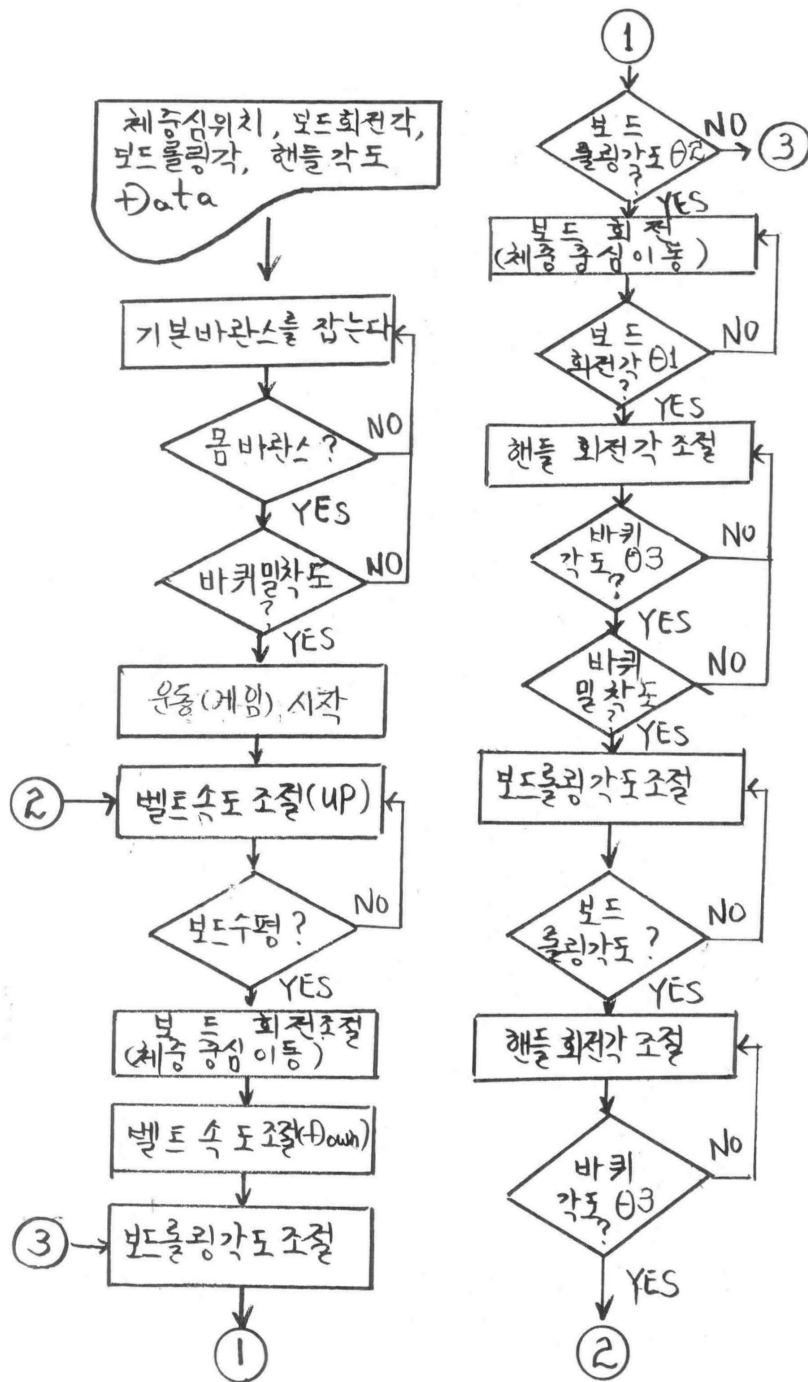 체중심위치, 보드회전각,
보드롤링각, 핸들각도
Data
기본바란스를 잡는다
몸바란스?
NO
YES
바퀴밀착도
?
NO
YES
운동(게임) 시작
②
벨트속도조절(UP)
보드수평?
NO
YES
보드 회전조절
(체중중심이동)
벨트속도조절(Down)
③
보드롤링각도조절
①
①
보드
롤링각도 θ2
?
NO
③
YES
보드 회전
(체중중심이동)
보드
회전각 θ1
?
NO
YES
핸들 회전각 조절
바퀴
각도 θ3
?
NO
YES
바퀴
밀착도
?
NO
YES
보드롤링각도조절
보드
롤링각도?
NO
YES
핸들회전각조절
바퀴
각도 θ3
?
NO
YES
②